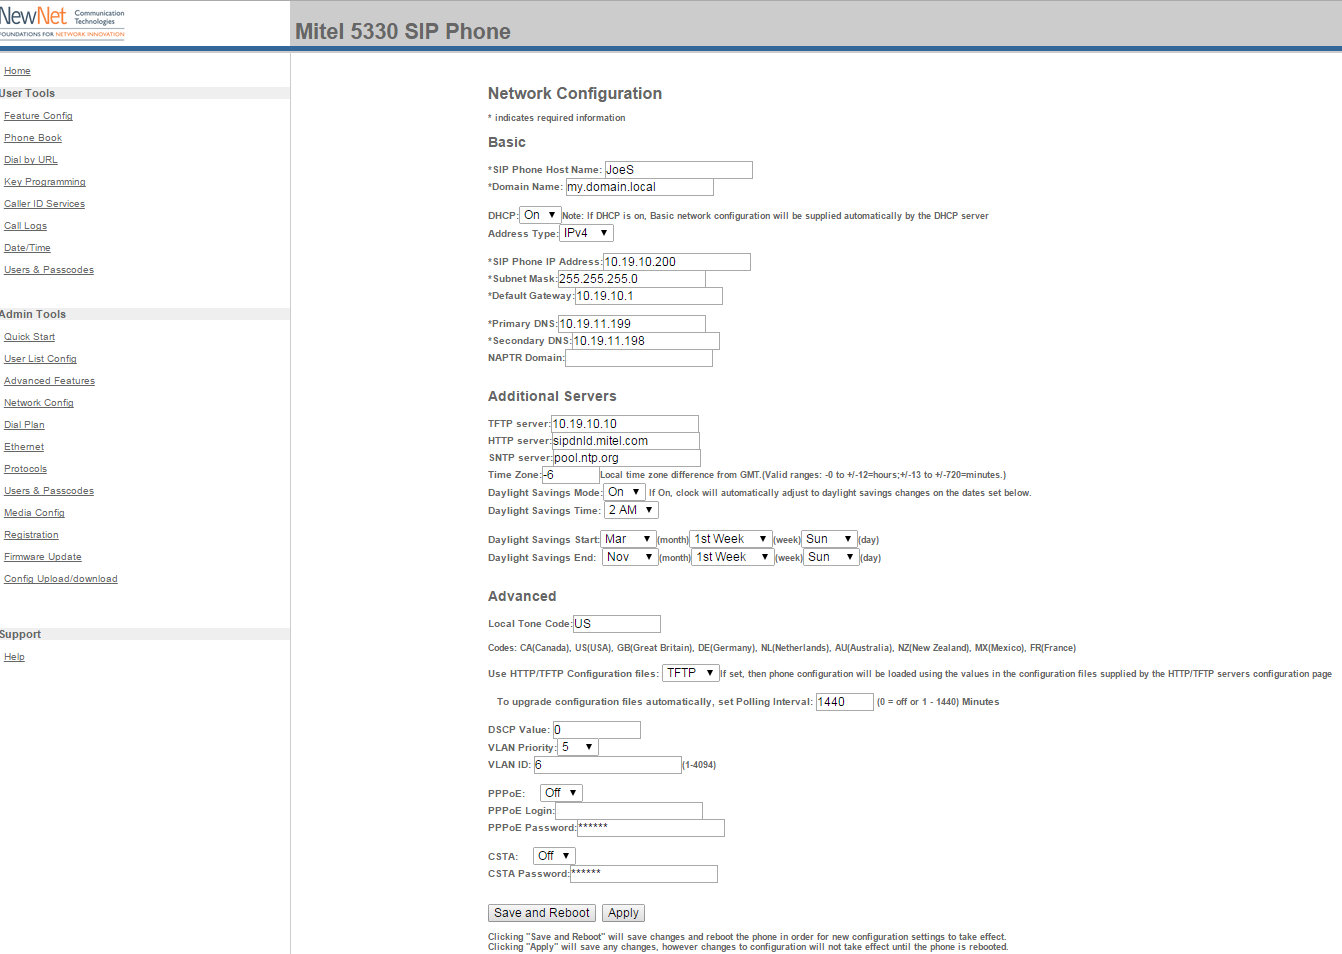 NewNet Communication Technologies
FOUNDATIONS FOR NETWORK INNOVATION
Mitel 5330 SIP Phone
Home
User Tools
Feature Config
Phone Book
Dial by URL
Key Programming
Caller ID Services
Call Logs
Date/Time
Users & Passcodes
Admin Tools
Quick Start
User List Config
Advanced Features
Network Config
Dial Plan
Ethernet
Protocols
Users & Passcodes
Media Config
Registration
Firmware Update
Config Upload/download
Support
Help
Network Configuration
* indicates required information
Basic
*SIP Phone Host Name: JoeS
*Domain Name: my.domain.local
DHCP: On ▼ Note: If DHCP is on, Basic network configuration will be supplied automatically by the DHCP server
Address Type: IPv4 ▼
*SIP Phone IP Address: 10.19.10.200
*Subnet Mask: 255.255.255.0
*Default Gateway: 10.19.10.1
*Primary DNS: 10.19.11.199
*Secondary DNS: 10.19.11.198
NAPTR Domain:
Additional Servers
TFTP server: 10.19.10.10
HTTP server: sipdnld.mitel.com
SNTP server: pool.ntp.org
Time Zone: -6 Local time zone difference from GMT.(Valid ranges: -0 to +/-12=hours;+/-13 to +/-720=minutes.)
Daylight Savings Mode: On ▼ If On, clock will automatically adjust to daylight savings changes on the dates set below.
Daylight Savings Time: 2 AM ▼
Daylight Savings Start: Mar ▼ (month) 1st Week ▼ (week) Sun ▼ (day)
Daylight Savings End: Nov ▼ (month) 1st Week ▼ (week) Sun ▼ (day)
Advanced
Local Tone Code: US
Codes: CA(Canada), US(USA), GB(Great Britain), DE(Germany), NL(Netherlands), AU(Australia), NZ(New Zealand), MX(Mexico), FR(France)
Use HTTP/TFTP Configuration files: TFTP ▼ If set, then phone configuration will be loaded using the values in the configuration files supplied by the HTTP/TFTP servers configuration page
To upgrade configuration files automatically, set Polling Interval: 1440 (0 = off or 1 - 1440) Minutes
DSCP Value: 0
VLAN Priority: 5 ▼
VLAN ID: 6 (1-4094)
PPPoE: Off ▼
PPPoE Login:
PPPoE Password: ******
CSTA: Off ▼
CSTA Password: ******
Save and Reboot Apply
Clicking "Save and Reboot" will save changes and reboot the phone in order for new configuration settings to take effect.
Clicking "Apply" will save any changes, however changes to configuration will not take effect until the phone is rebooted.